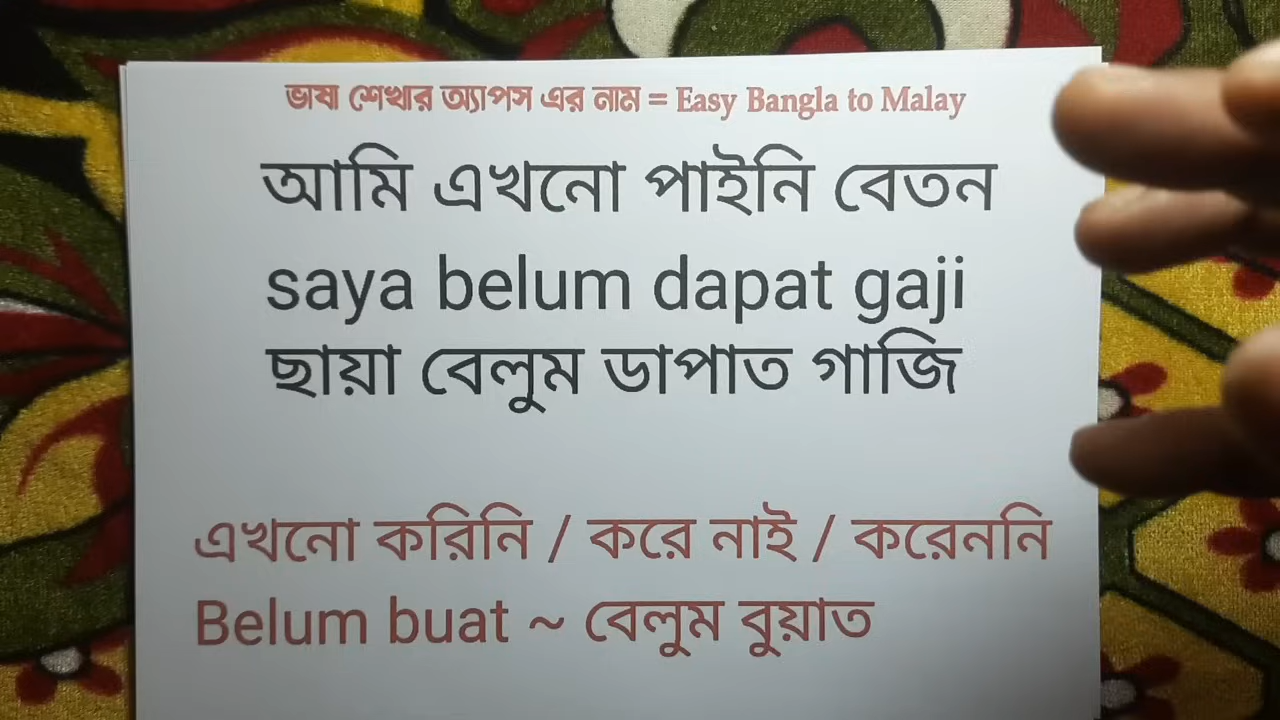 ভাষা শেখার অ্যাপস এর নাম = Easy Bangla to Malay
আমি এখনো পাইনি বেতন
saya belum dapat gaji
ছায়া বেলুম ডাপাত গাজি
এখনো করিনি / করে নাই / করেননি
Belum buat ~ বেলুম বুয়াত